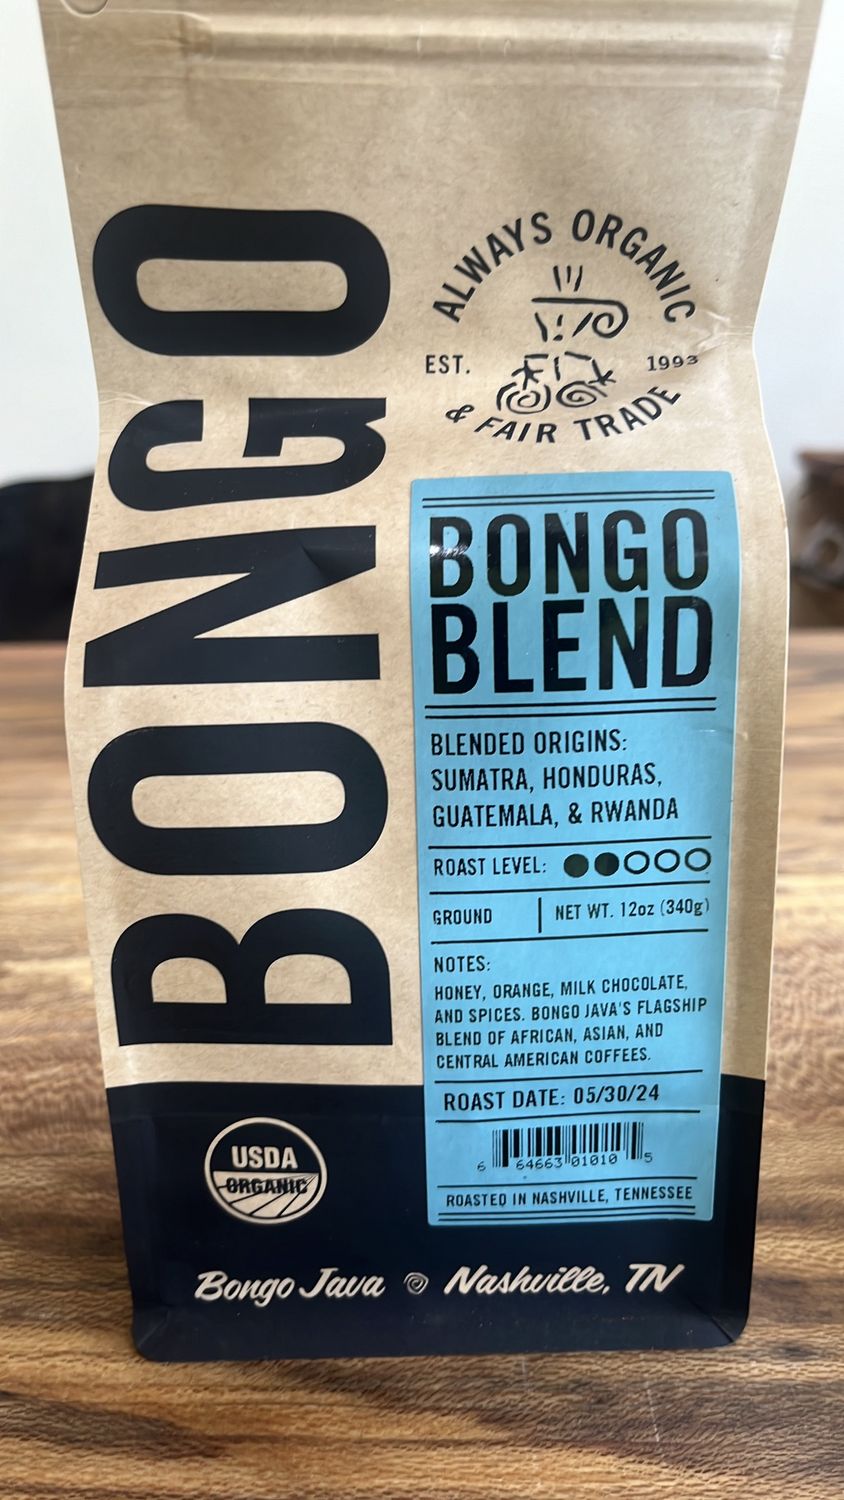 BONGO
ALWAYS ORGANIC
EST. 1993
& FAIR TRADE
BONGO
BLEND
BLENDED ORIGINS:
SUMATRA, HONDURAS,
GUATEMALA, & RWANDA
ROAST LEVEL:
GROUND
NET WT. 12oz (340g)
NOTES:
HONEY, ORANGE, MILK CHOCOLATE,
AND SPICES. BONGO JAVA'S FLAGSHIP
BLEND OF AFRICAN, ASIAN, AND
CENTRAL AMERICAN COFFEES.
ROAST DATE: 05/30/24
6 64663 01010 5
ROASTED IN NASHVILLE, TENNESSEE
USDA
ORGANIC
Bongo Java Nashville, TN